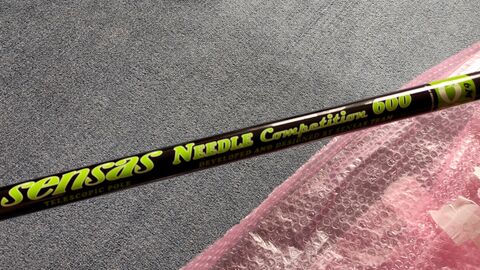 sensas NEEDLE Competition 600
TELESCOPIC POLE
DEVELOPED AND DESIGNED BY SENSAS TEAM